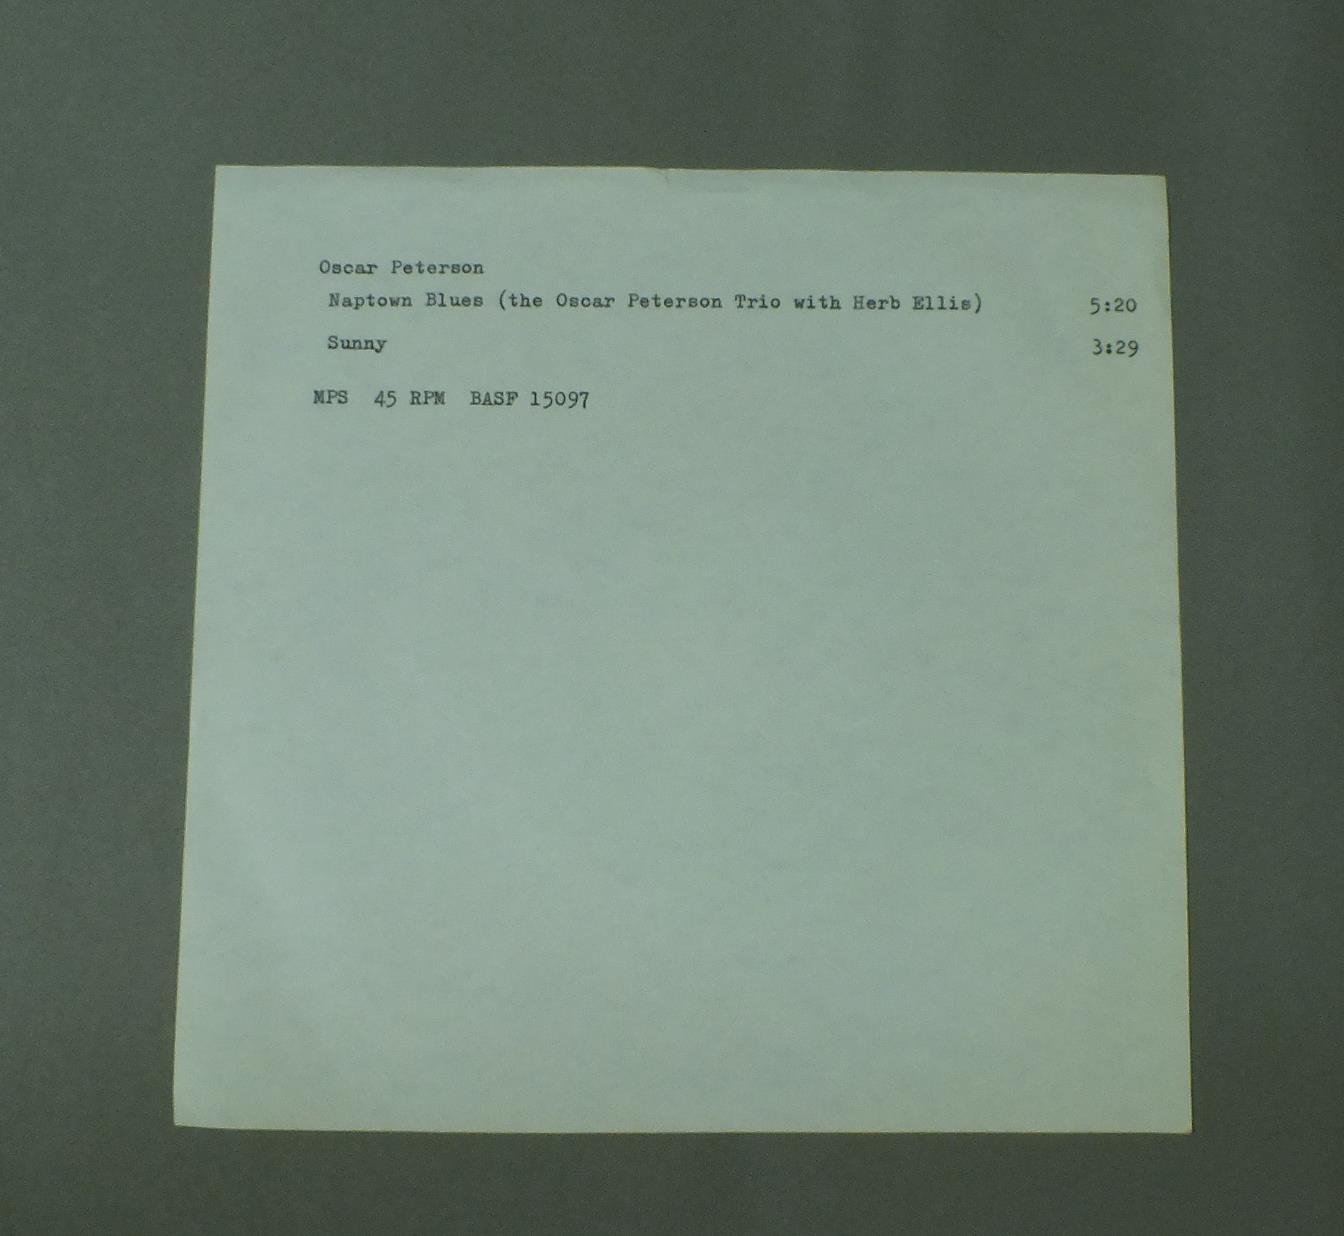 Oscar Peterson
Naptown Blues (the Oscar Peterson Trio with Herb Ellis) 5:20
Sunny 3:29
MPS 45 RPM BASF 15097